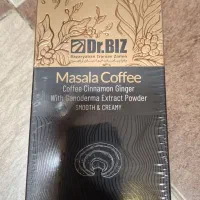 Dr.BIZ
Masala Coffee
Coffee Cinnamon Ginger
With Ganoderma Extract Powder
SMOOTH & CREAMY